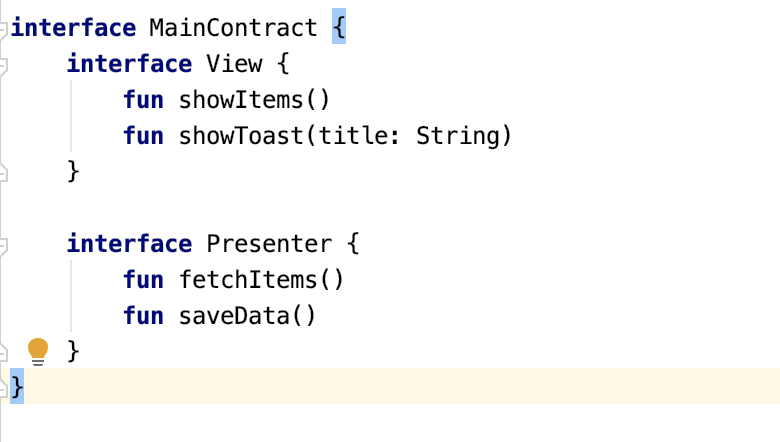 interface MainContract {
    interface View {
        fun showItems()
        fun showToast(title: String)
    }

    interface Presenter {
        fun fetchItems()
        fun saveData()
    }
}